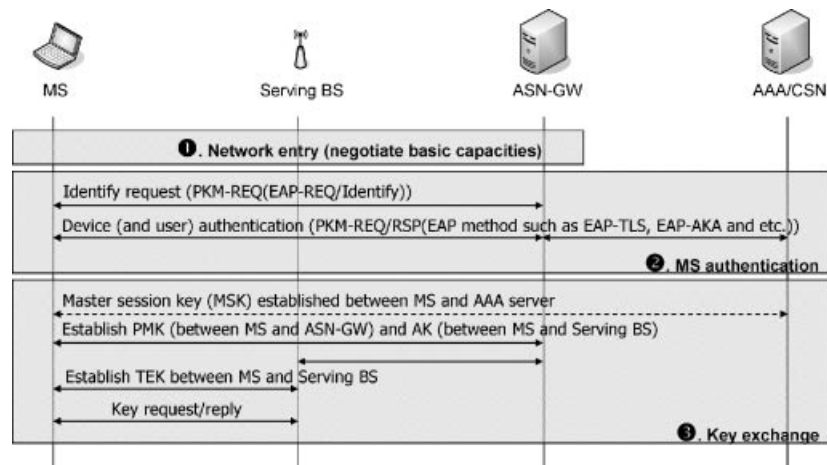 MS
Serving BS
ASN-GW
AAA/CSN
❶. Network entry (negotiate basic capacities)
Identify request (PKM-REQ(EAP-REQ/Identify))
Device (and user) authentication (PKM-REQ/RSP(EAP method such as EAP-TLS, EAP-AKA and etc.))
❷. MS authentication
Master session key (MSK) established between MS and AAA server
Establish PMK (between MS and ASN-GW) and AK (between MS and Serving BS)
Establish TEK between MS and Serving BS
Key request/reply
❸. Key exchange